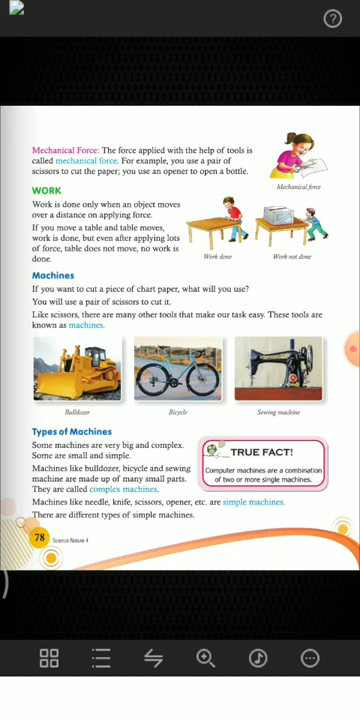 Mechanical Force: The force applied with the help of tools is
called mechanical force. For example, you use a pair of
scissors to cut the paper; you use an opener to open a bottle.
Mechanical force
WORK
Work is done only when an object moves
over a distance on applying force.
If you move a table and table moves,
work is done, but even after applying lots
of force, table does not move, no work is
done.
Work done
Work not done
Machines
If you want to cut a piece of chart paper, what will you use?
You will use a pair of scissors to cut it.
Like scissors, there are many other tools that make our task easy. These tools are
known as machines.
Bulldozer
Bicycle
Sewing machine
Types of Machines
Some machines are very big and complex.
Some are small and simple.
Machines like bulldozer, bicycle and sewing
machine are made up of many small parts.
They are called complex machines.
TRUE FACT!
Computer machines are a combination
of two or more single machines.
Machines like needle, knife, scissors, opener, etc. are simple machines.
There are different types of simple machines.
78
Science Nature-4